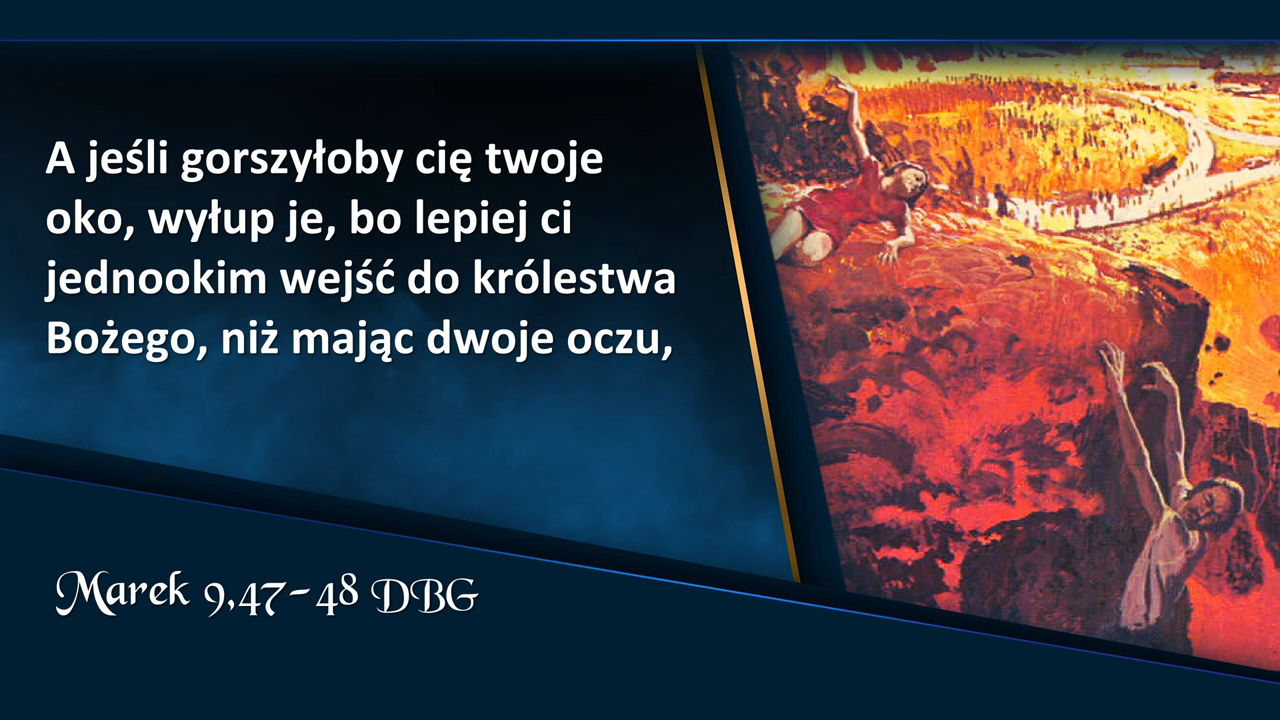 A jeśli gorszyłoby cię twoje
oko, wyłup je, bo lepiej ci
jednookim wejść do królestwa
Bożego, niż mając dwoje oczu,
Marek 9,47-48 DBG